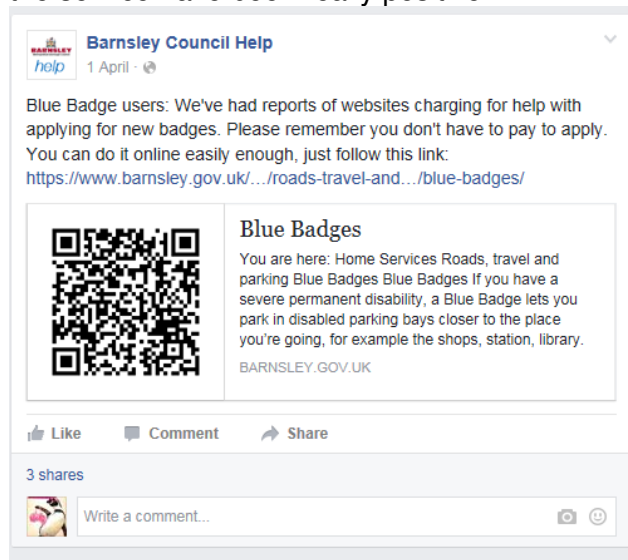 BARNSLEY
help
Barnsley Council Help
1 April
Blue Badge users: We've had reports of websites charging for help with
applying for new badges. Please remember you don't have to pay to apply.
You can do it online easily enough, just follow this link:
https://www.barnsley.gov.uk/.../roads-travel-and.../blue-badges/
Blue Badges
You are here: Home Services Roads, travel and
parking Blue Badges Blue Badges If you have a
severe permanent disability, a Blue Badge lets you
park in disabled parking bays closer to the place
you're going, for example the shops, station, library.
BARNSLEY.GOV.UK
Like Comment Share
3 shares
Write a comment...